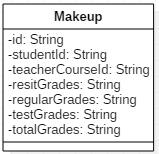 Makeup
-id: String
-studentId: String
-teacherCourseId: String
-resitGrades: String
-regularGrades: String
-testGrades: String
-totalGrades: String